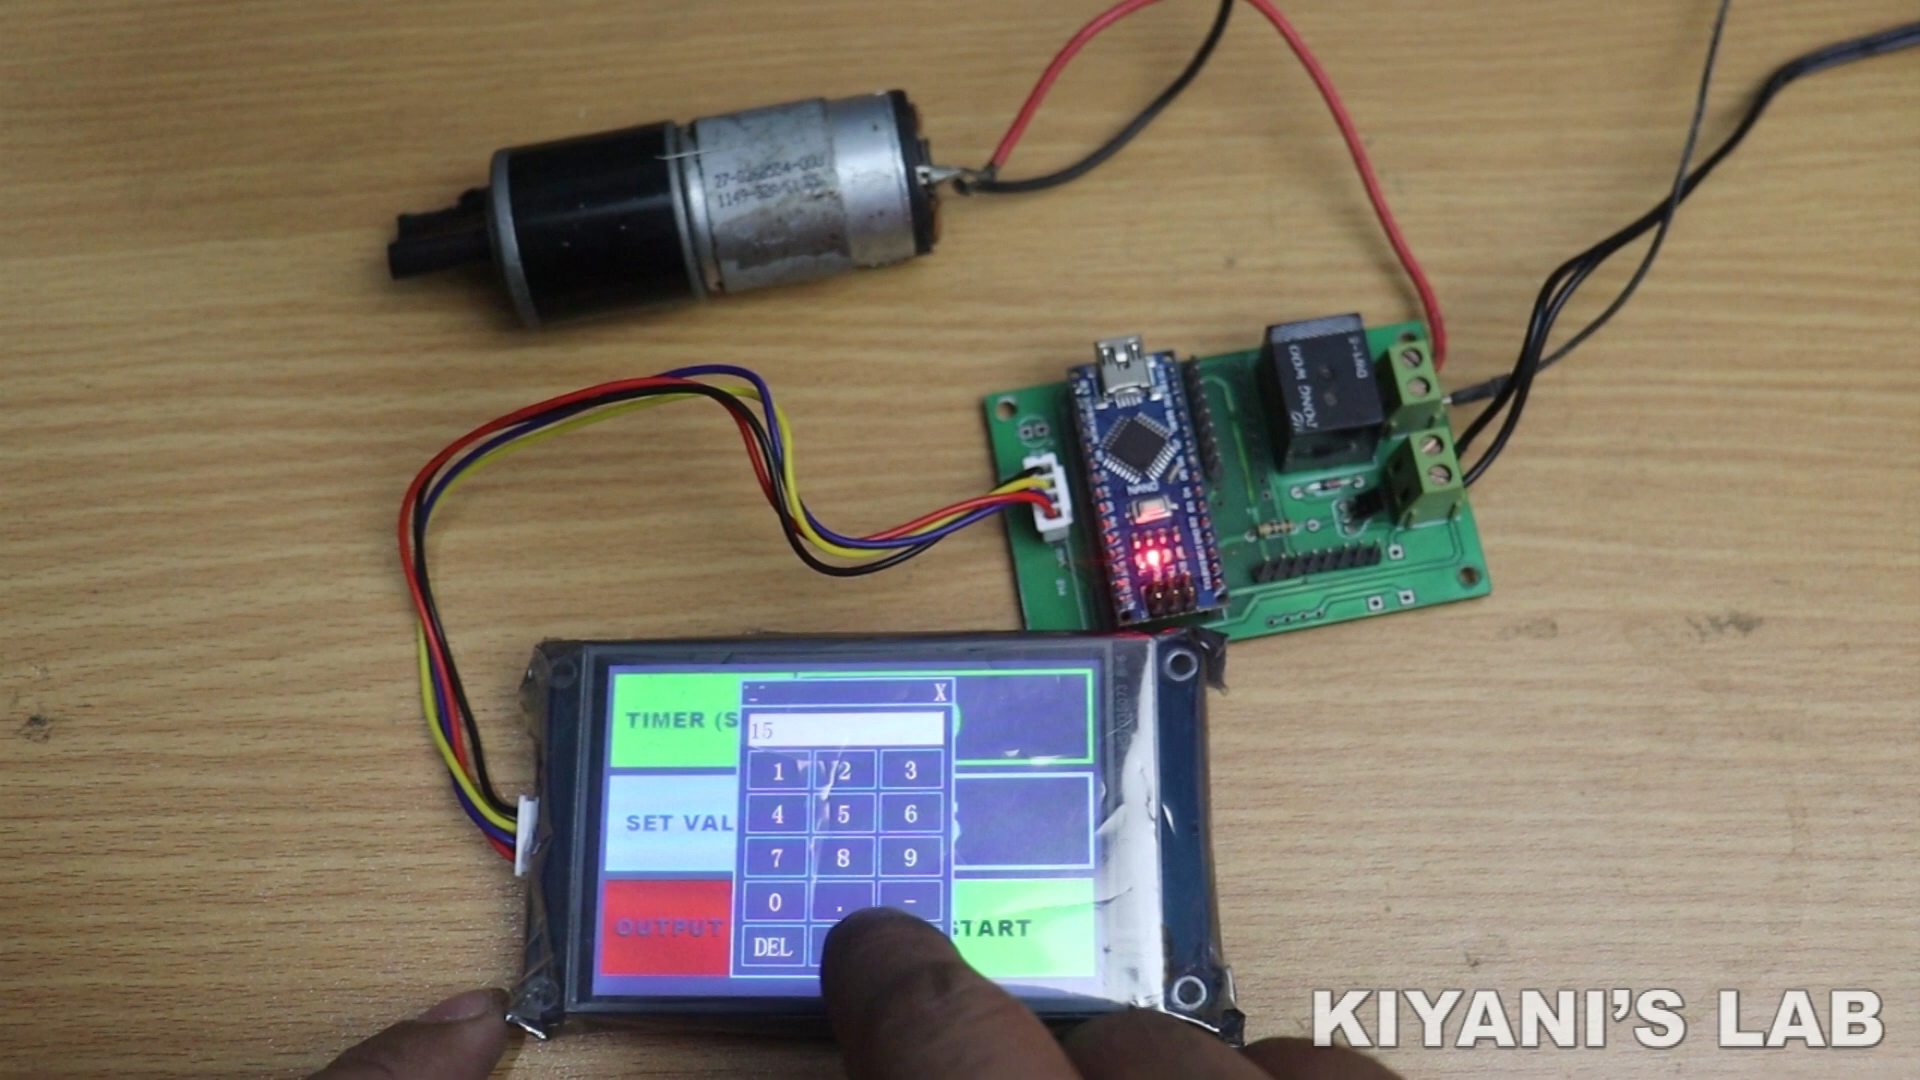 NANO
TIMER (S
X
15
1 2 3
4 5 6
7 8 9
0 . -
DEL
SET VAL
OUTPUT
START
KIYANI'S LAB